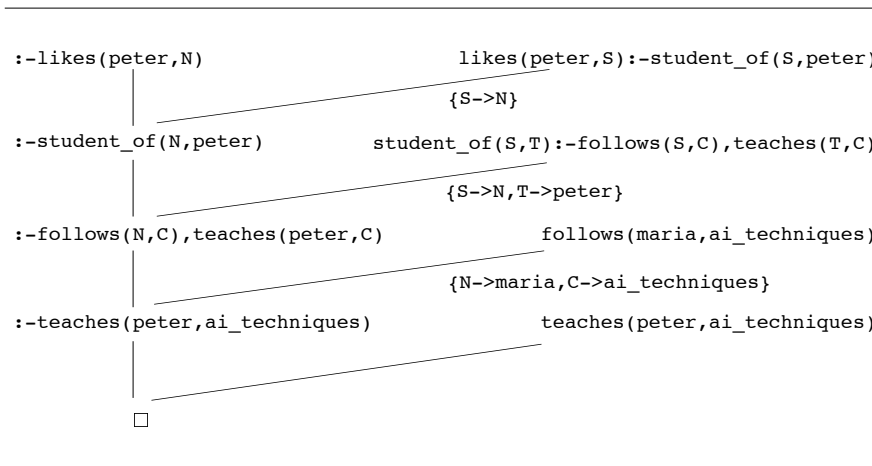 :-likes(peter,N) likes(peter,S):-student_of(S,peter)
{S->N}
:-student_of(N,peter) student_of(S,T):-follows(S,C),teaches(T,C)
{S->N,T->peter}
:-follows(N,C),teaches(peter,C) follows(maria,ai_techniques)
{N->maria,C->ai_techniques}
:-teaches(peter,ai_techniques) teaches(peter,ai_techniques)